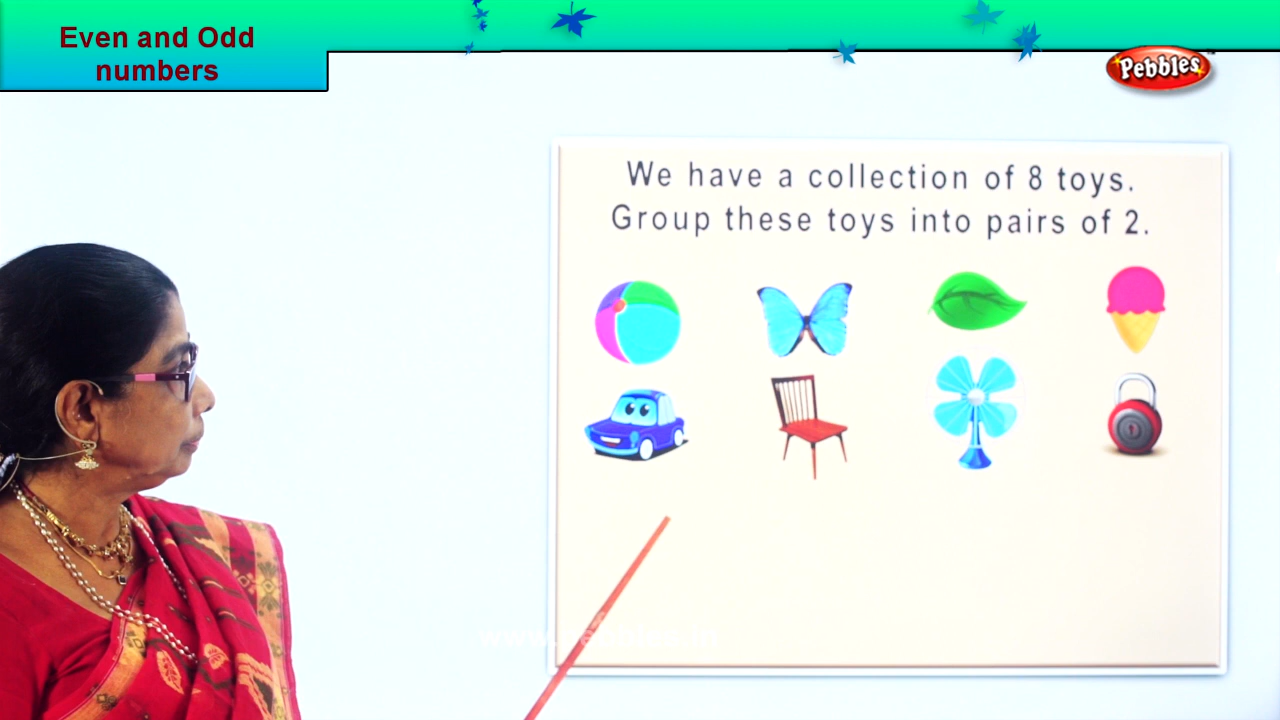 Even and Odd
numbers
Pebbles
We have a collection of 8 toys.
Group these toys into pairs of 2.